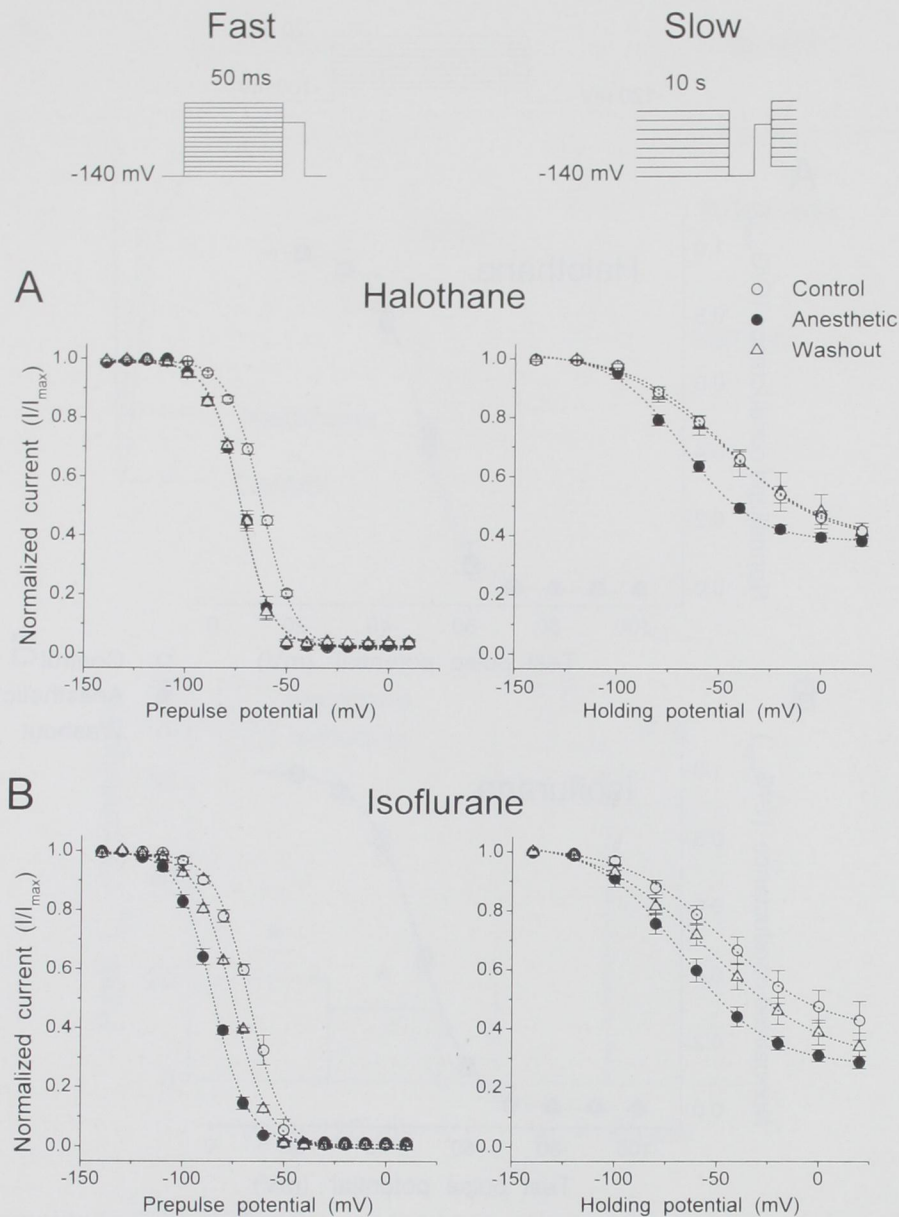 Fast
Slow
50 ms
10 s
-140 mV
-140 mV
A
Halothane
Control
Anesthetic
Washout
Normalized current (I/Imax)
1.0
0.8
0.6
0.4
0.2
0.0
-150
-100
-50
0
Prepulse potential (mV)
1.0
0.8
0.6
0.4
0.2
0.0
-150
-100
-50
0
Holding potential (mV)
B
Isoflurane
Normalized current (I/Imax)
1.0
0.8
0.6
0.4
0.2
0.0
-150
-100
-50
0
Prepulse potential (mV)
1.0
0.8
0.6
0.4
0.2
0.0
-150
-100
-50
0
Holding potential (mV)